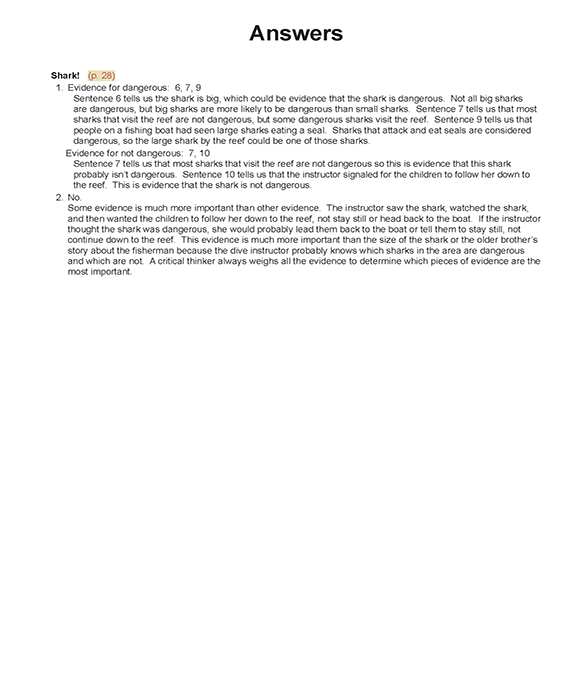 Answers
Shark! (p. 28)
1. Evidence for dangerous: 6, 7, 9
Sentence 6 tells us the shark is big, which could be evidence that the shark is dangerous. Not all big sharks
are dangerous, but big sharks are more likely to be dangerous than small sharks. Sentence 7 tells us that most
sharks that visit the reef are not dangerous, but some dangerous sharks visit the reef. Sentence 9 tells us that
people on a fishing boat had seen large sharks eating a seal. Sharks that attack and eat seals are considered
dangerous, so the large shark by the reef could be one of those sharks.
Evidence for not dangerous: 7, 10
Sentence 7 tells us that most sharks that visit the reef are not dangerous so this is evidence that this shark
probably isn't dangerous. Sentence 10 tells us that the instructor signaled for the children to follow her down to
the reef. This is evidence that the shark is not dangerous.
2. No.
Some evidence is much more important than other evidence. The instructor saw the shark, watched the shark,
and then wanted the children to follow her down to the reef, not stay still or head back to the boat. If the instructor
thought the shark was dangerous, she would probably lead them back to the boat or tell them to stay still, not
continue down to the reef. This evidence is much more important than the size of the shark or the older brother's
story about the fisherman because the dive instructor probably knows which sharks in the area are dangerous
and which are not. A critical thinker always weighs all the evidence to determine which pieces of evidence are the
most important.